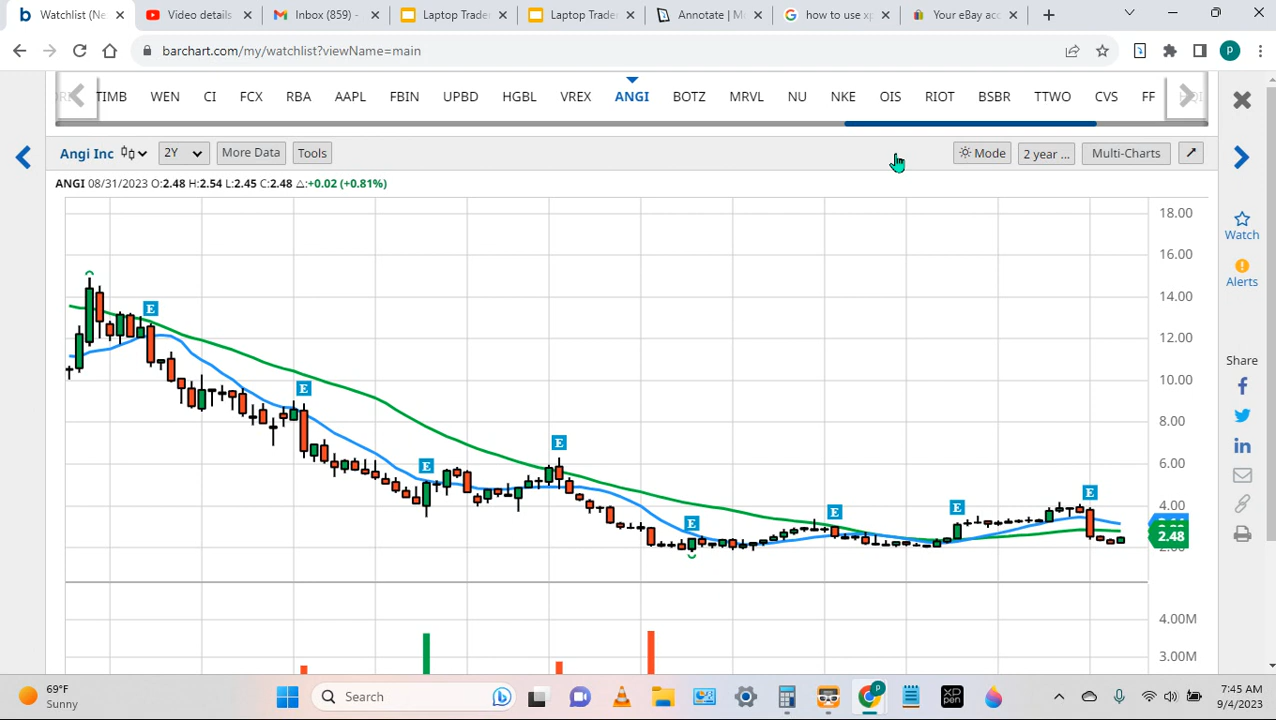 Watchlist (Ne
Video details
Inbox (859) -
Laptop Trade
Laptop Trade
Annotate | M
how to use xp
Your eBay acc
barchart.com/my/watchlist?viewName=main
P
TIMB WEN CI FCX RBA AAPL FBIN UPBD HGBL VREX ANGI BOTZ MRVL NU NKE OIS RIOT BSBR TTWO CVS FF
Angi Inc 2Y More Data Tools Mode 2 year ... Multi-Charts
ANGI 08/31/2023 O:2.48 H:2.54 L:2.45 C:2.48 △:+0.02 (+0.81%)
18.00
16.00
14.00
12.00
10.00
8.00
6.00
4.00
2.48
4.00M
3.00M
E
E
E
E
E
E
E
E
Watch
Alerts
Share
69°F
Sunny
Search
XP
PEN
7:45 AM
9/4/2023